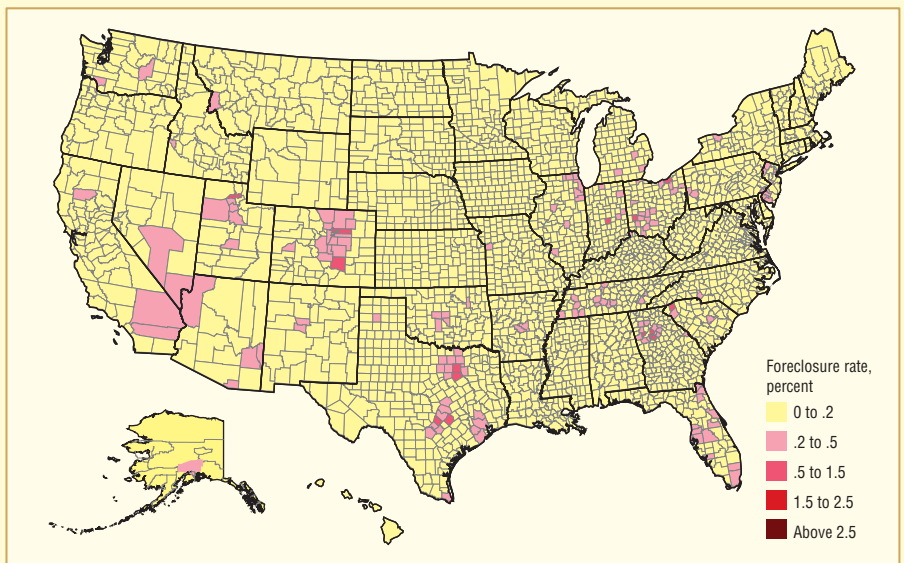 Foreclosure rate,
percent
0 to .2
.2 to .5
.5 to 1.5
1.5 to 2.5
Above 2.5